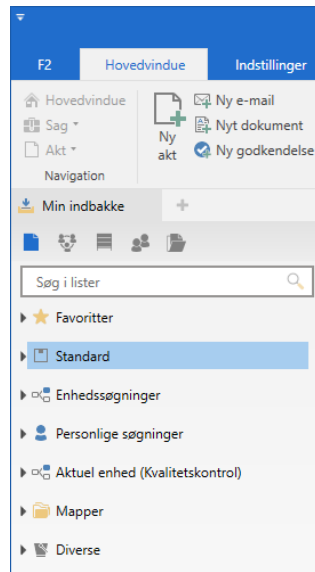 F2 Hovedvindue Indstillinger
Hovedvindue
Sag
Akt
Navigation
Ny
akt
Ny e-mail
Nyt dokument
Ny godkendelse
Min indbakke +
Søg i lister
Favoritter
Standard
Enhedssøgninger
Personlige søgninger
Aktuel enhed (Kvalitetskontrol)
Mapper
Diverse